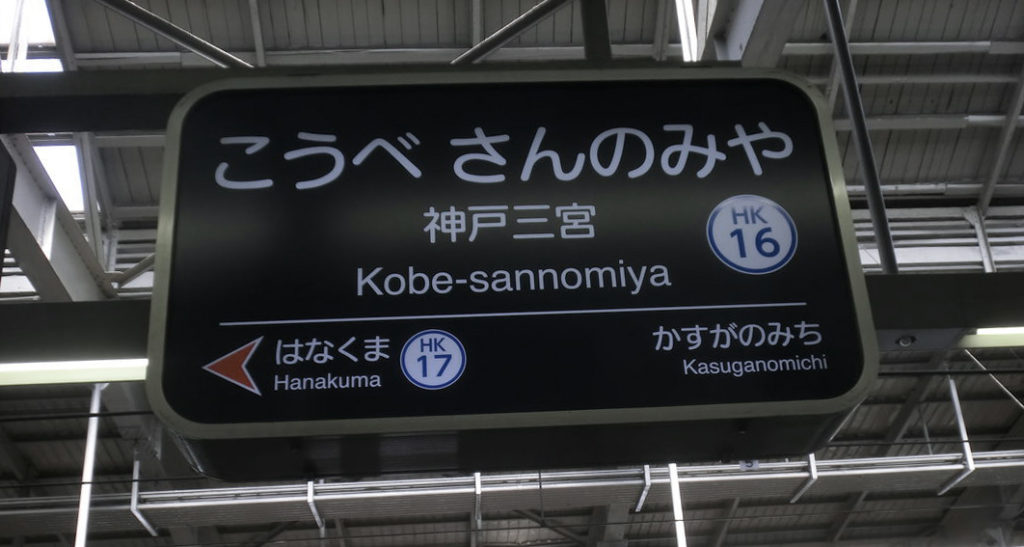 こうべ さんのみや
神戸三宮
HK
16
Kobe-sannomiya
はなくま
Hanakuma
HK
17
かすがのみち
Kasuganomichi